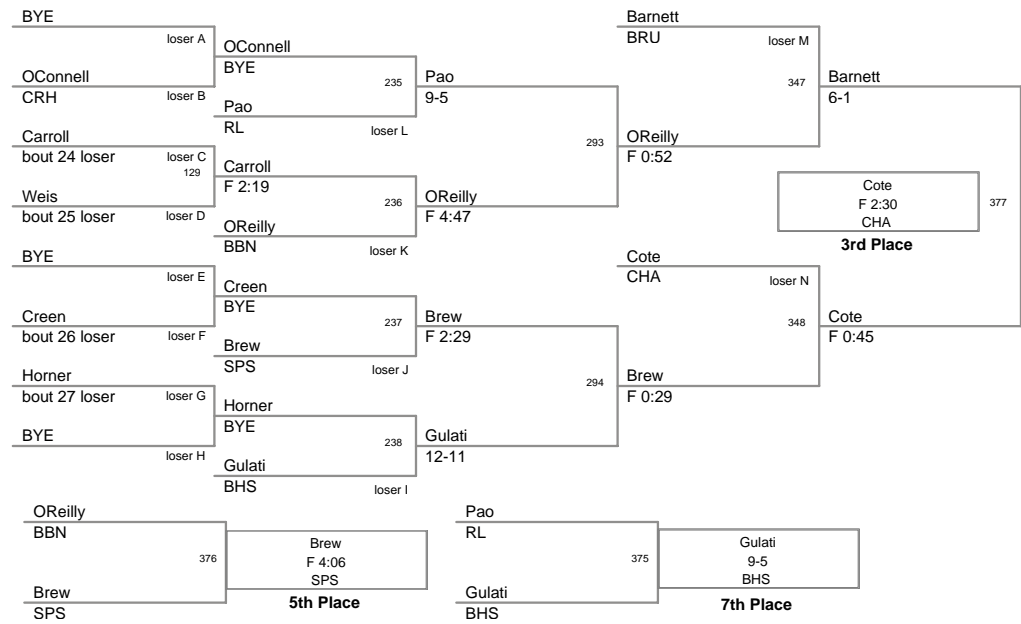 BYE
loser A
OConnell
CRH
loser B
Carroll
bout 24 loser
loser C
129
Weis
bout 25 loser
loser D
BYE
loser E
Creen
bout 26 loser
loser F
Horner
bout 27 loser
loser G
BYE
loser H
OConnell
BYE
235
Pao
RL
loser L
Carroll
F 2:19
236
OReilly
BBN
loser K
Creen
BYE
237
Brew
SPS
loser J
Horner
BYE
238
Gulati
BHS
loser I
Pao
9-5
293
OReilly
F 4:47
Brew
F 2:29
294
Gulati
12-11
Barnett
BRU
loser M
347
OReilly
F 0:52
Cote
CHA
loser N
348
Brew
F 0:29
Barnett
6-1
Cote
F 2:30
CHA
377
3rd Place
Cote
F 0:45
OReilly
BBN
376
Brew
SPS
Brew
F 4:06
SPS
5th Place
Pao
RL
375
Gulati
BHS
Gulati
9-5
BHS
7th Place